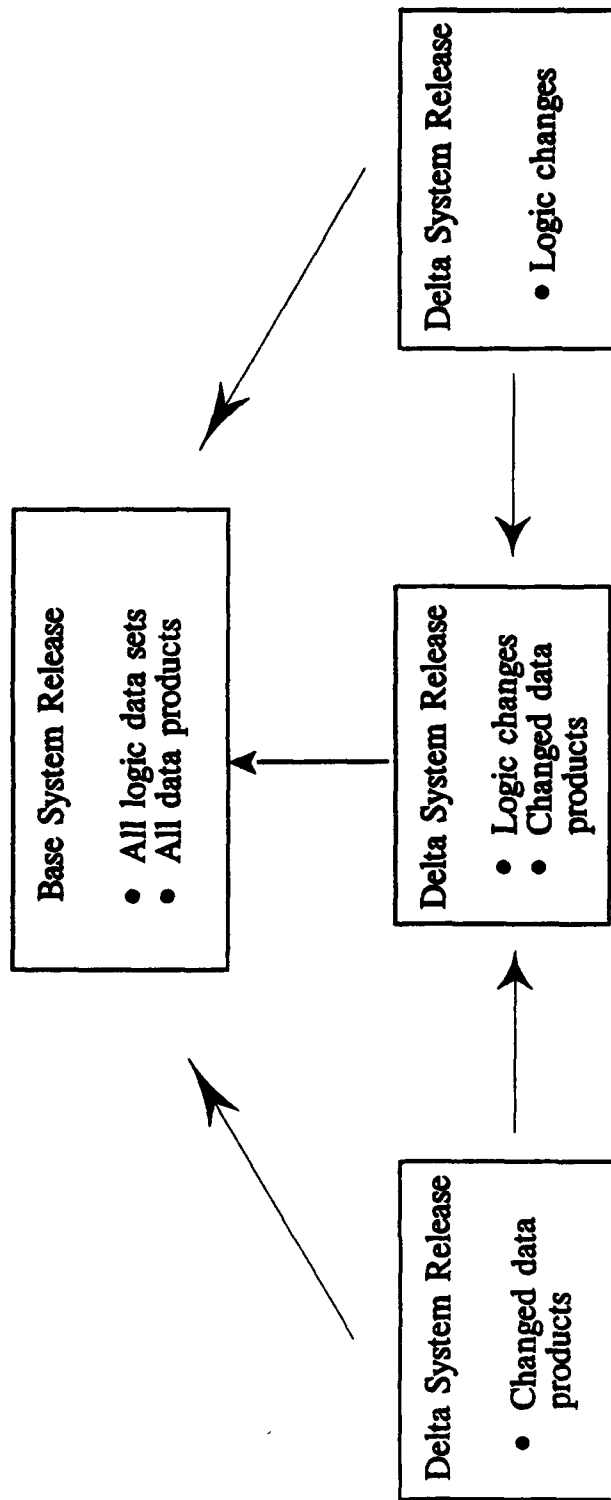 Base System Release
• All logic data sets
• All data products
Delta System Release
• Changed data
products
Delta System Release
• Logic changes
• Changed data
products
Delta System Release
• Logic changes